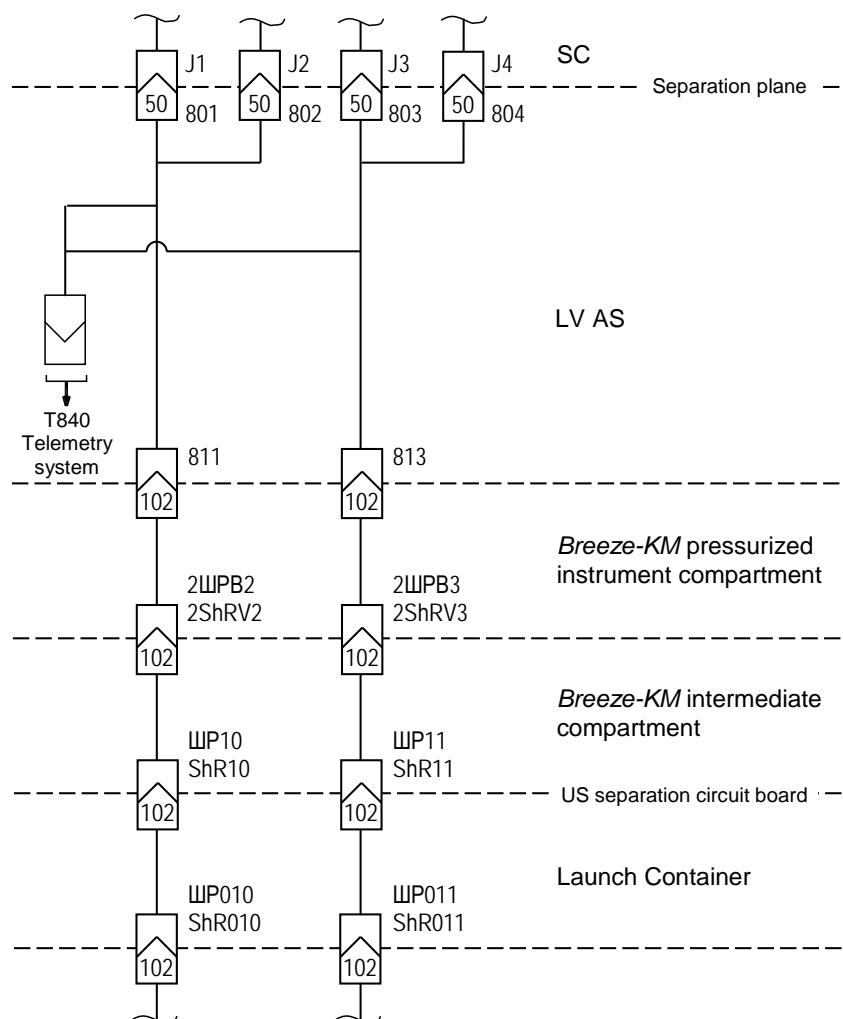 J1 J2 J3 J4 SC
Separation plane
50 50 50 50
801 802 803 804
LV AS
T840
Telemetry
system
811 813
102 102
Breeze-KM pressurized
instrument compartment
2ШРВ2 2ШРВ3
2ShRV2 2ShRV3
102 102
Breeze-KM intermediate
compartment
ШР10 ШР11
ShR10 ShR11
US separation circuit board
102 102
Launch Container
ШР010 ШР011
ShR010 ShR011
102 102